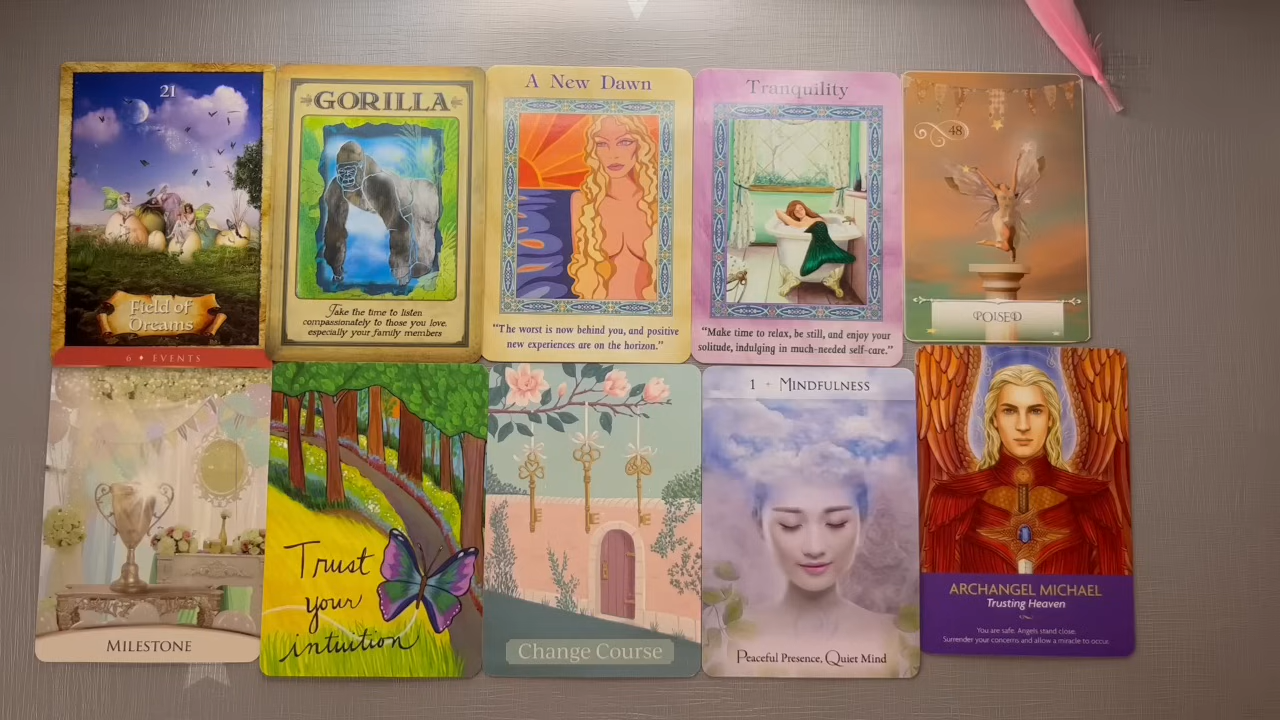 21
Field of
Dreams
GORILLA
Take the time to listen
compassionately to those you love,
especially your family members
A New Dawn
"The worst is now behind you, and positive
new experiences are on the horizon."
Tranquility
"Make time to relax, be still, and enjoy your
solitude, indulging in much-needed self-care."
48
POISED
6 ♦ EVENTS
MILESTONE
Trust
your
intuition
Change Course
1 + MINDFULNESS
Peaceful Presence, Quiet Mind
ARCHANGEL MICHAEL
Trusting Heaven
You are safe. Angels stand close.
Surrender your concerns and allow a miracle to occur.